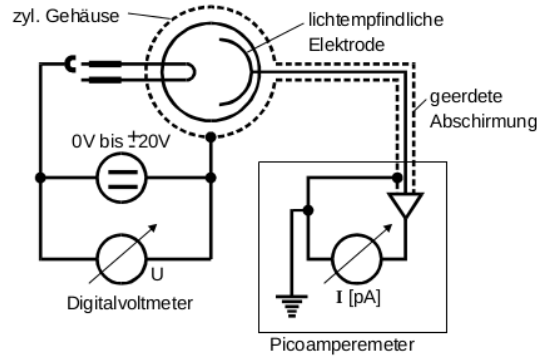 zyl. Gehäuse
lichtempfindliche
Elektrode
geerdete
Abschirmung
0V bis ±20V
U
Digitalvoltmeter
I [pA]
Picoamperemeter